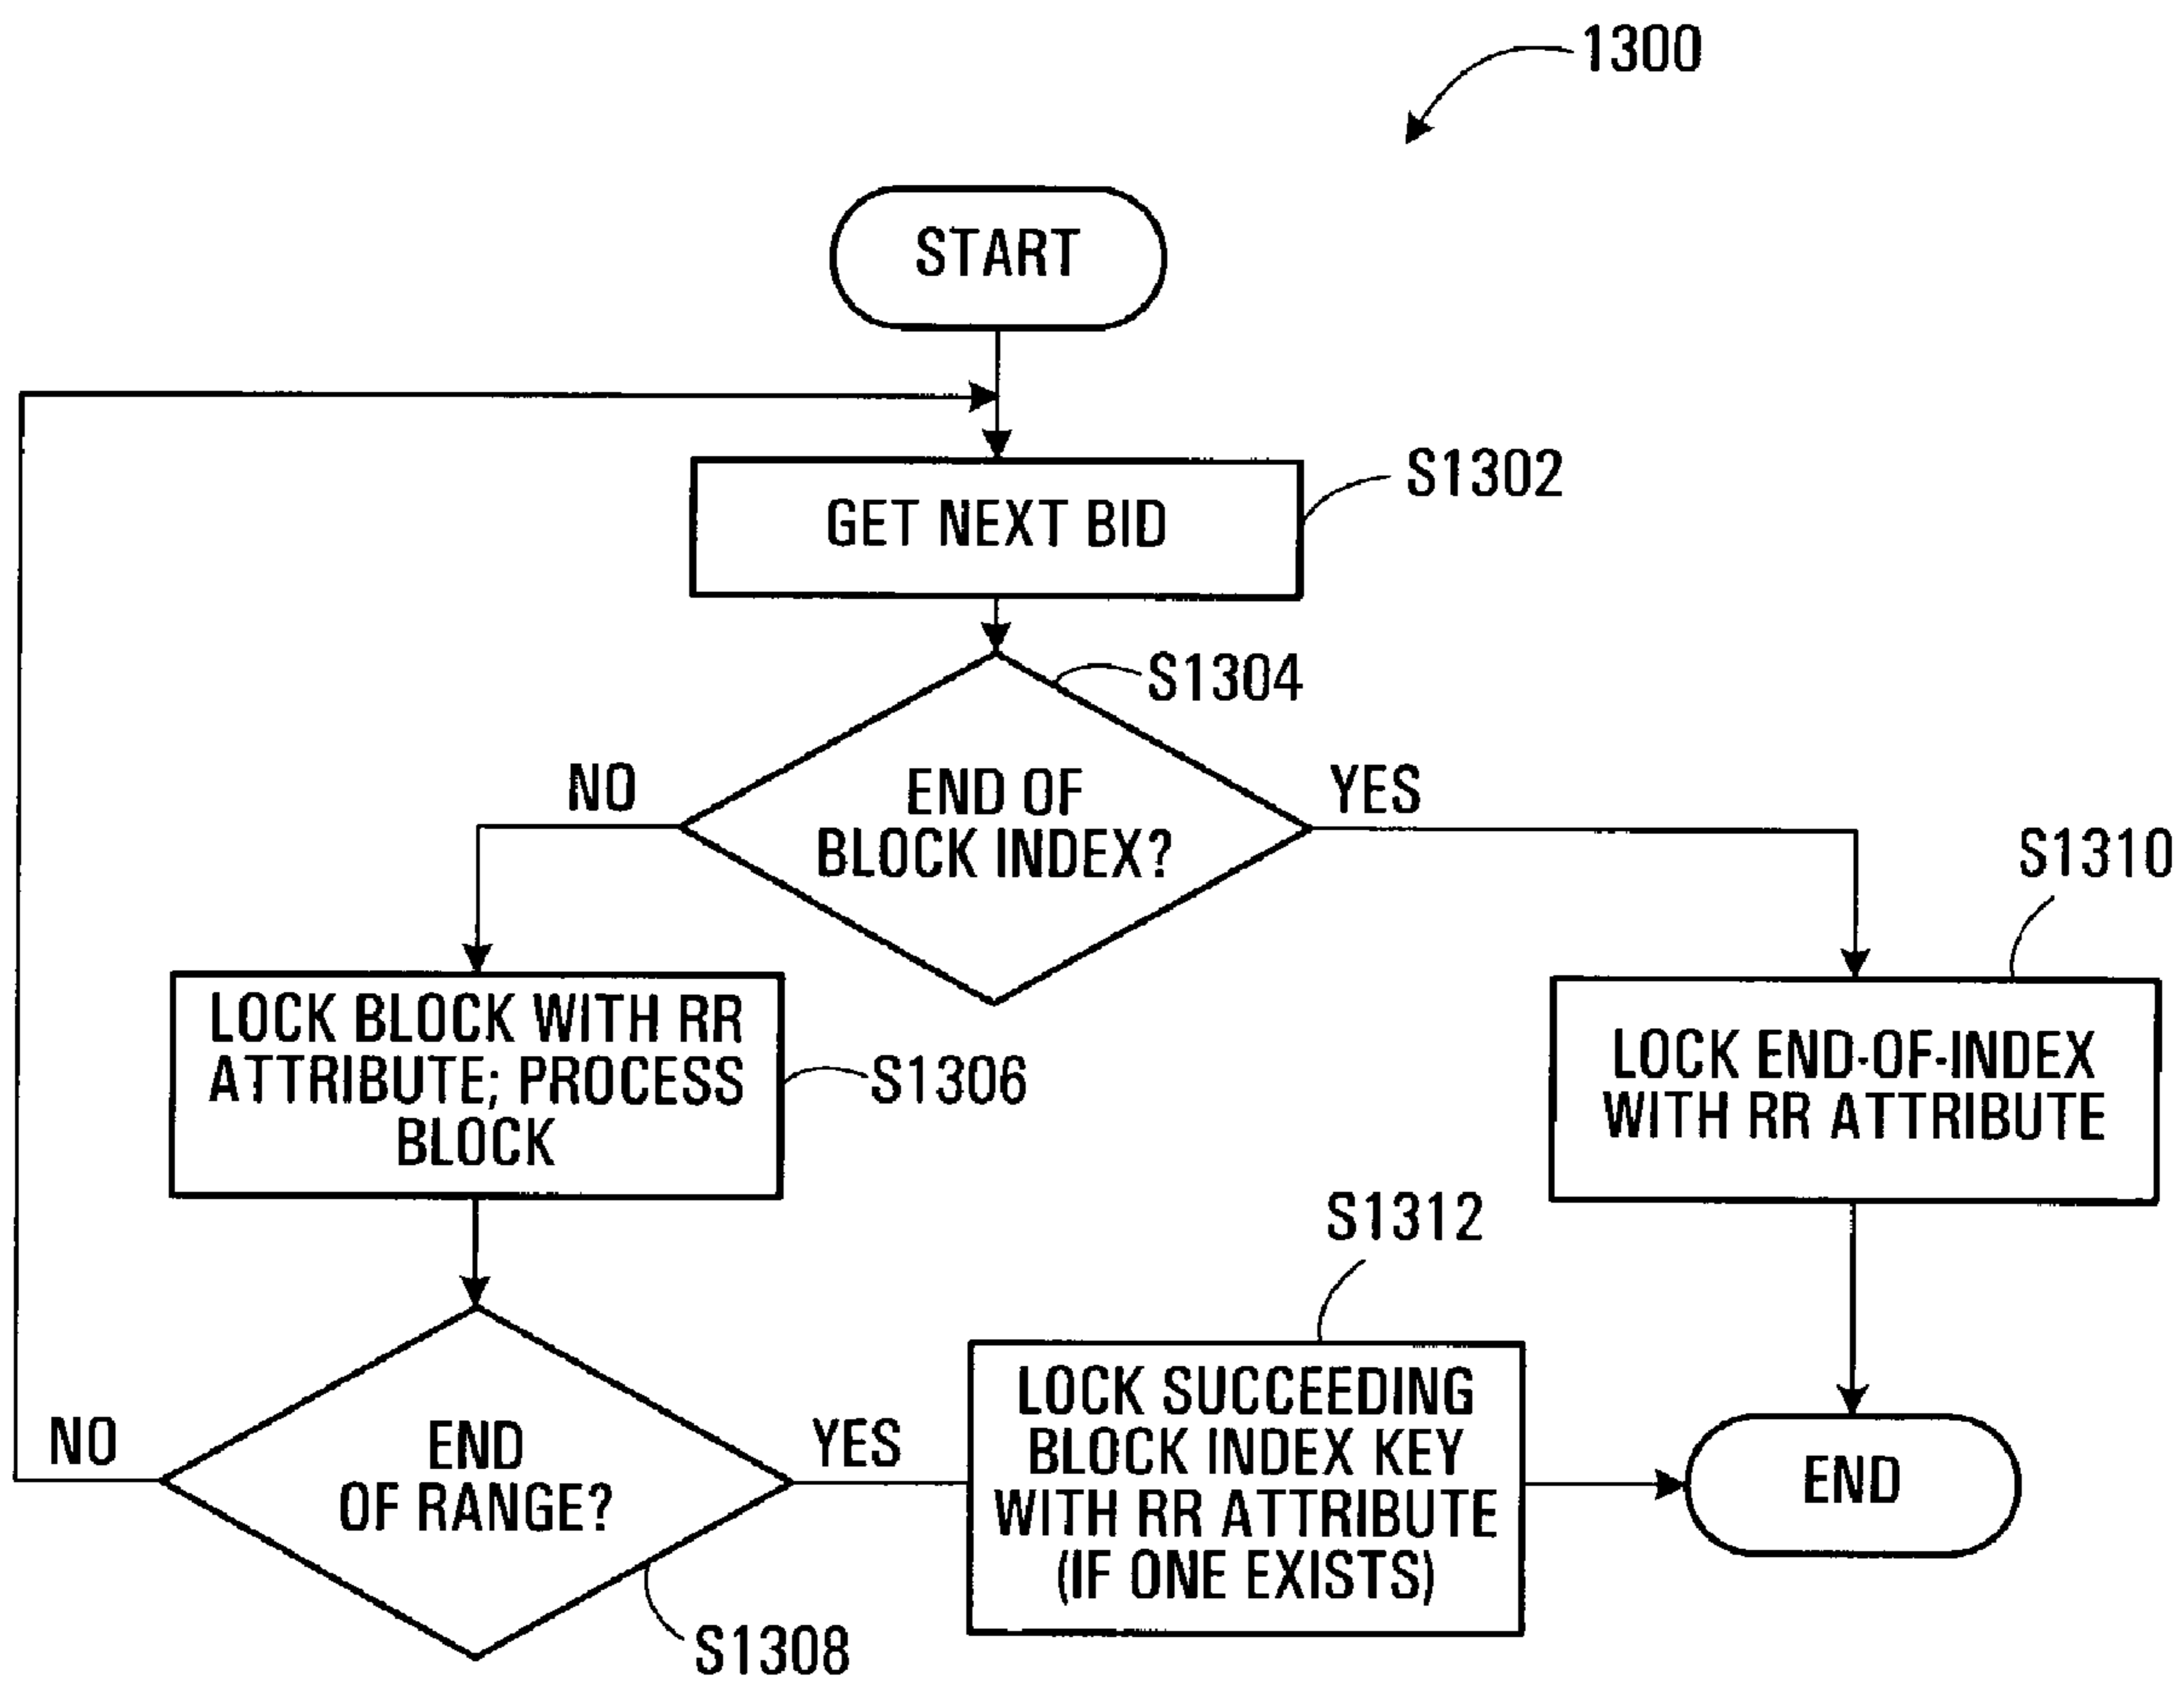 1300
START
GET NEXT BID
S1302
S1304
END OF
BLOCK INDEX?
NO
YES
S1310
LOCK BLOCK WITH RR
ATTRIBUTE; PROCESS
BLOCK
S1306
LOCK END-OF-INDEX
WITH RR ATTRIBUTE
S1312
END
OF RANGE?
NO
YES
S1308
LOCK SUCCEEDING
BLOCK INDEX KEY
WITH RR ATTRIBUTE
(IF ONE EXISTS)
END